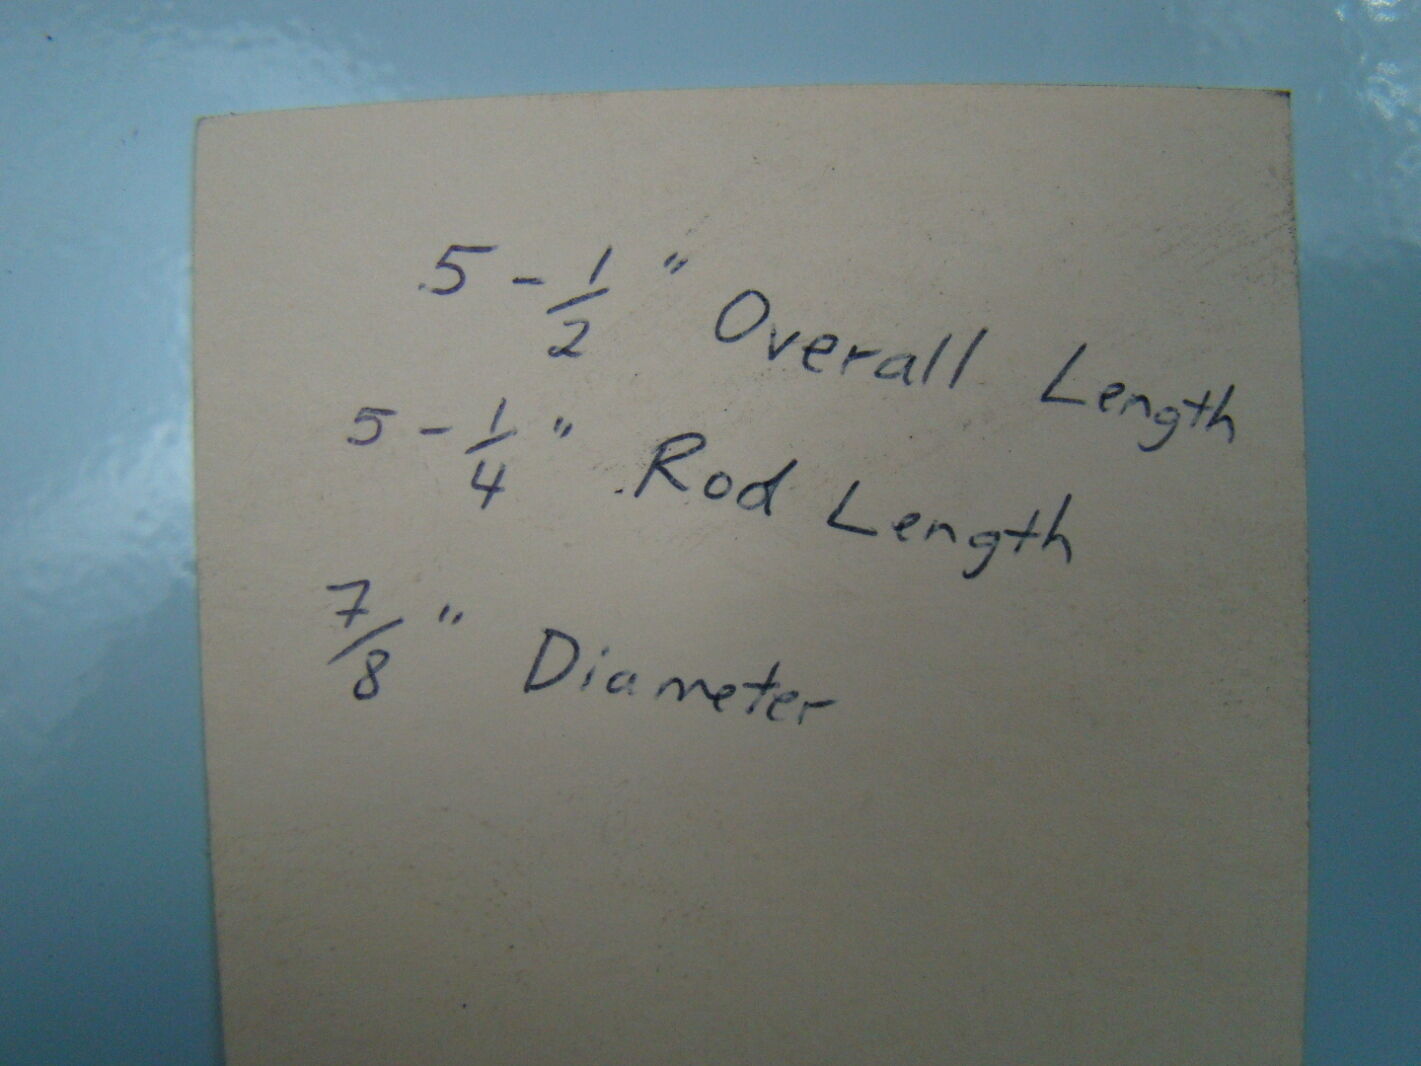 5-1/2" Overall Length
5-1/4" Rod Length
7/8" Diameter